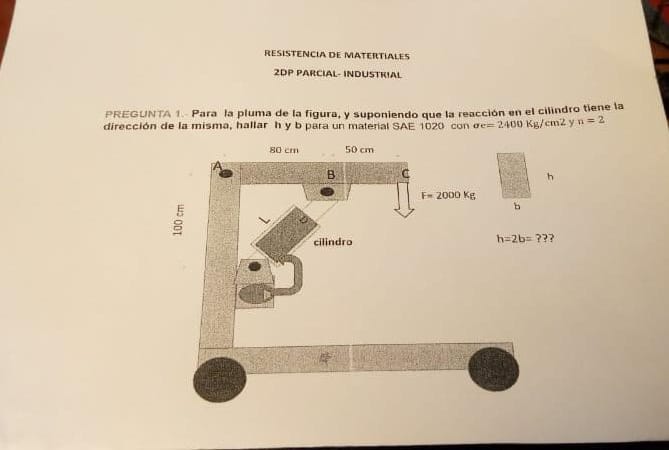 RESISTENCIA DE MATERTIALES
2DP PARCIAL- INDUSTRIAL
PREGUNTA 1.- Para la pluma de la figura, y suponiendo que la reacción en el cilindro tiene la
dirección de la misma, hallar h y b para un material SAE 1020 con σe= 2400 Kg/cm2 y n = 2
80 cm 50 cm
A B C
h
F= 2000 Kg
b
100 cm
L D
cilindro
h=2b= ???